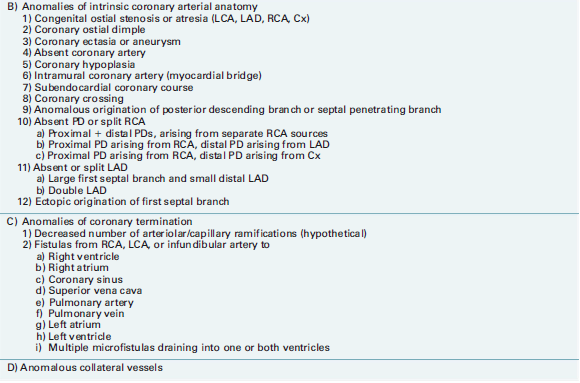 B) Anomalies of intrinsic coronary arterial anatomy
1) Congenital ostial stenosis or atresia (LCA, LAD, RCA, Cx)
2) Coronary ostial dimple
3) Coronary ectasia or aneurysm
4) Absent coronary artery
5) Coronary hypoplasia
6) Intramural coronary artery (myocardial bridge)
7) Subendocardial coronary course
8) Coronary crossing
9) Anomalous origination of posterior descending branch or septal penetrating branch
10) Absent PD or split RCA
a) Proximal + distal PDs, arising from separate RCA sources
b) Proximal PD arising from RCA, distal PD arising from LAD
c) Proximal PD arising from RCA, distal PD arising from Cx
11) Absent or split LAD
a) Large first septal branch and small distal LAD
b) Double LAD
12) Ectopic origination of first septal branch
C) Anomalies of coronary termination
1) Decreased number of arteriolar/capillary ramifications (hypothetical)
2) Fistulas from RCA, LCA, or infundibular artery to
a) Right ventricle
b) Right atrium
c) Coronary sinus
d) Superior vena cava
e) Pulmonary artery
f) Pulmonary vein
g) Left atrium
h) Left ventricle
i) Multiple microfistulas draining into one or both ventricles
D) Anomalous collateral vessels